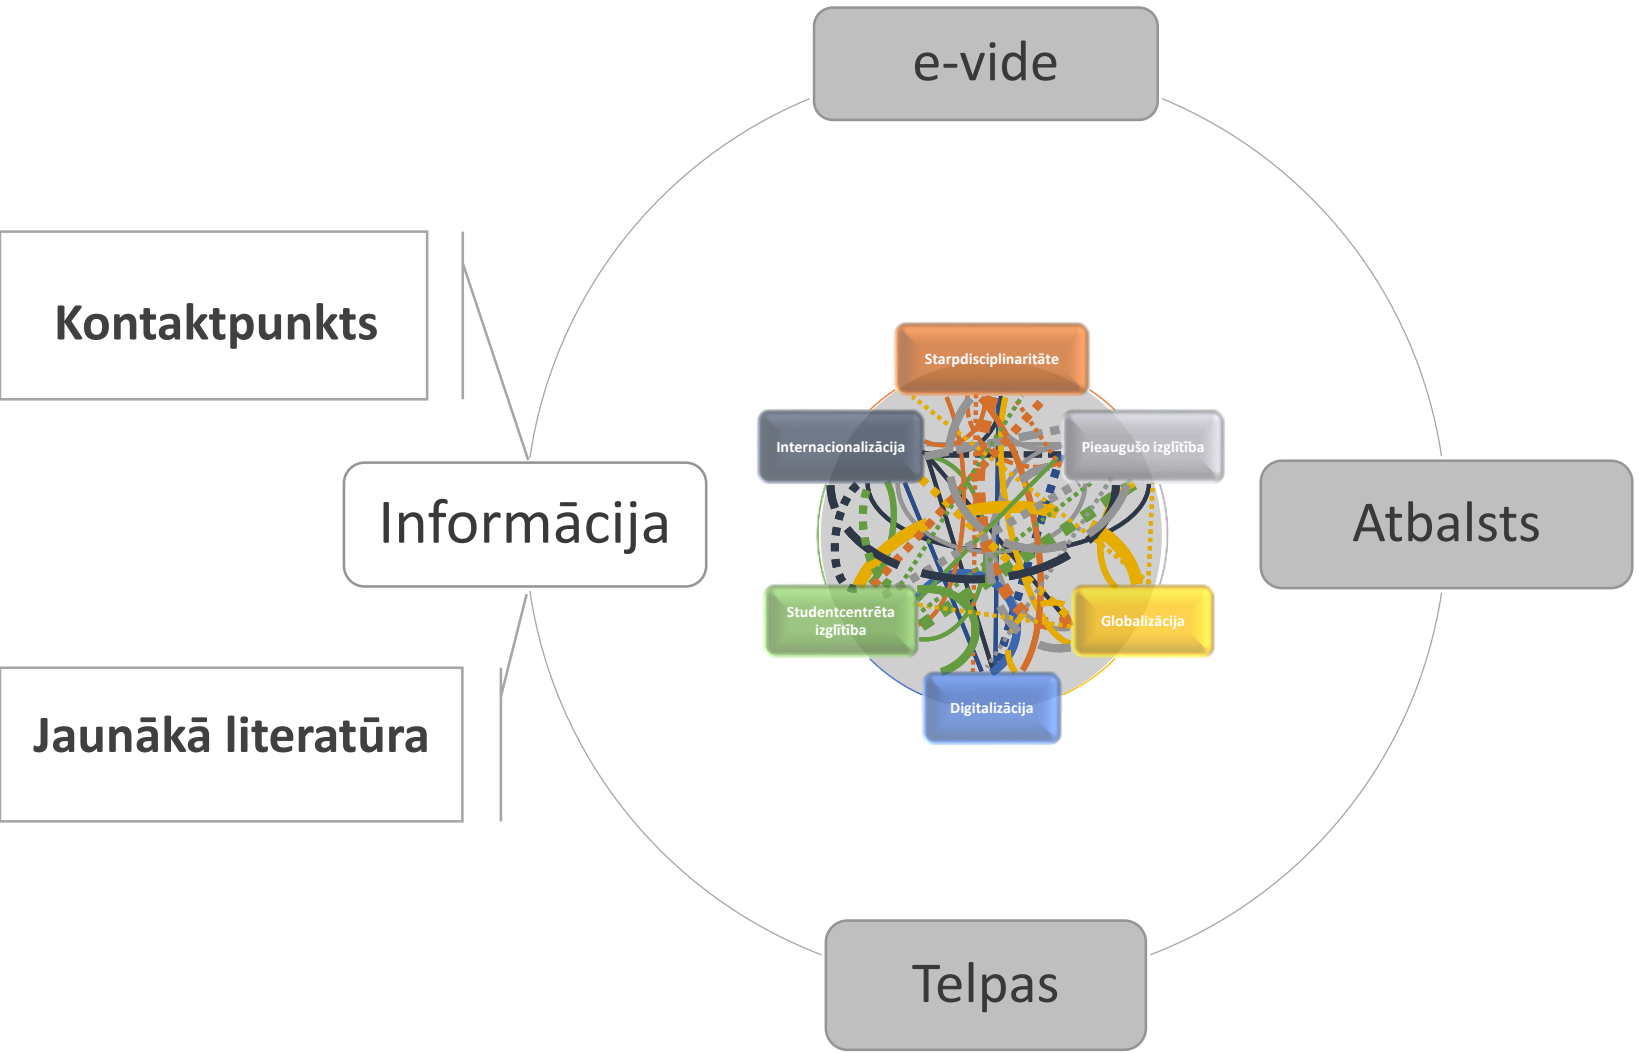 e-vide
Kontaktpunkts
Starpdisciplinaritāte
Internacionalizācija
Pieaugušo izglītība
Informācija
Atbalsts
Studentcentrēta
izglītība
Globalizācija
Digitalizācija
Jaunākā literatūra
Telpas